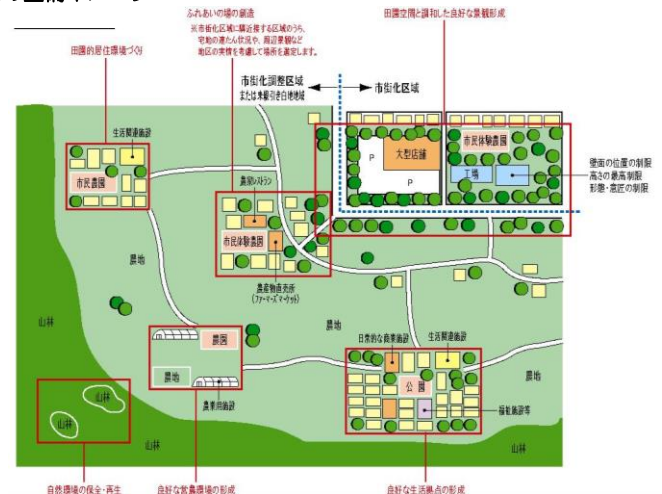 ふれあいの場の創造
※市街化区域に隣近接する区域のうち、
宅地の連たん状況や、周辺景観など
地区の実情を考慮して場所を選定します。
田園空間と調和した良好な景観形成
田園的居住環境づくり
市街化調整区域
または未線引き白地地域
市街化区域
生活関連施設
市民農園
農園レストラン
市民体験農園
農産物直売所
(ファーマーズマーケット)
大型店舗
P
P
市民体験農園
工場
壁面の位置の制限
高さの最高制限
形態・意匠の制限
農地
農地
農地
山林
農園
農地
農業用施設
日常的な商業施設
生活関連施設
公園
福祉施設等
山林
山林
山林
自然環境の保全・再生
良好な営農環境の形成
良好な生活拠点の形成